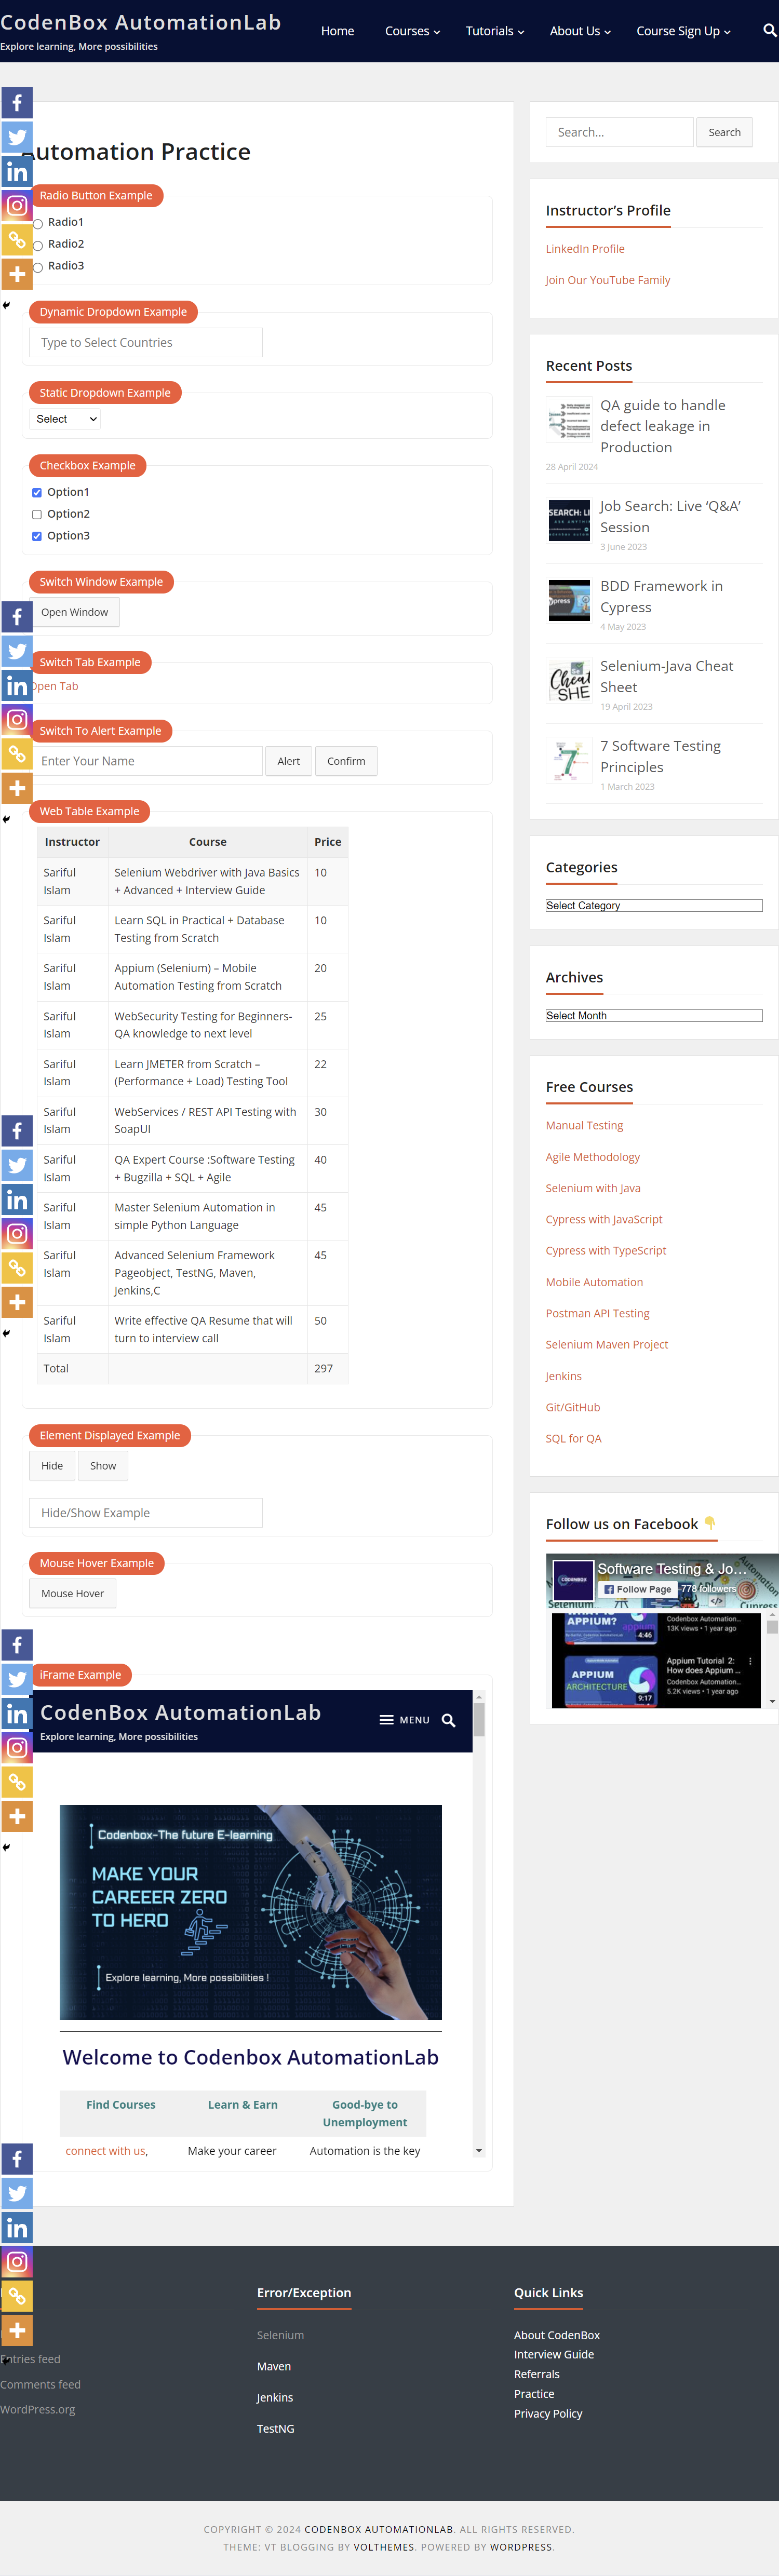 CodenBox AutomationLab
Explore learning, More possibilities
Home
Courses
Tutorials
About Us
Course Sign Up
Automation Practice
Radio Button Example
Radio1
Radio2
Radio3
Dynamic Dropdown Example
Type to Select Countries
Static Dropdown Example
Select
Checkbox Example
Option1
Option2
Option3
Switch Window Example
Open Window
Switch Tab Example
Open Tab
Switch To Alert Example
Enter Your Name
Alert
Confirm
Web Table Example
Instructor Course Price
Sariful Selenium Webdriver with Java Basics 10
Islam + Advanced + Interview Guide
Sariful Learn SQL in Practical + Database 10
Islam Testing from Scratch
Sariful Appium (Selenium) – Mobile 20
Islam Automation Testing from Scratch
Sariful WebSecurity Testing for Beginners- 25
Islam QA knowledge to next level
Sariful Learn JMETER from Scratch – 22
Islam (Performance + Load) Testing Tool
Sariful WebServices / REST API Testing with 30
Islam SoapUI
Sariful QA Expert Course :Software Testing 40
Islam + Bugzilla + SQL + Agile
Sariful Master Selenium Automation in 45
Islam simple Python Language
Sariful Advanced Selenium Framework 45
Islam Pageobject, TestNG, Maven,
Jenkins,C
Sariful Write effective QA Resume that will 50
Islam turn to interview call
Total 297
Element Displayed Example
Hide
Show
Hide/Show Example
Mouse Hover Example
Mouse Hover
iFrame Example
CodenBox AutomationLab
Explore learning, More possibilities
MENU
Codenbox-The future E-learning
MAKE YOUR
CAREEER ZERO
TO HERO
Explore learning, More possibilities !
Welcome to Codenbox AutomationLab
Find Courses Learn & Earn Good-bye to
Unemployment
connect with us, Make your career Automation is the key
Search...
Search
Instructor's Profile
LinkedIn Profile
Join Our YouTube Family
Recent Posts
QA guide to handle
defect leakage in
Production
28 April 2024
Job Search: Live ‘Q&A’
Session
3 June 2023
BDD Framework in
Cypress
4 May 2023
Selenium-Java Cheat
Sheet
19 April 2023
7 Software Testing
Principles
1 March 2023
Categories
Select Category
Archives
Select Month
Free Courses
Manual Testing
Agile Methodology
Selenium with Java
Cypress with JavaScript
Cypress with TypeScript
Mobile Automation
Postman API Testing
Selenium Maven Project
Jenkins
Git/GitHub
SQL for QA
Follow us on Facebook
Software Testing & Jo...
Follow Page
778 followers
APPIUM?
4:46
Codenbox Automation...
13K views • 1 year ago
APPIUM
ARCHITECTURE
9:17
Appium Tutorial 2:
How does Appium ...
Codenbox Automation...
5.2K views • 1 year ago
Entries feed
Comments feed
WordPress.org
Error/Exception
Selenium
Maven
Jenkins
TestNG
Quick Links
About CodenBox
Interview Guide
Referrals
Practice
Privacy Policy
COPYRIGHT © 2024 CODENBOX AUTOMATIONLAB. ALL RIGHTS RESERVED.
THEME: VT BLOGGING BY VOLTHEMES. POWERED BY WORDPRESS.